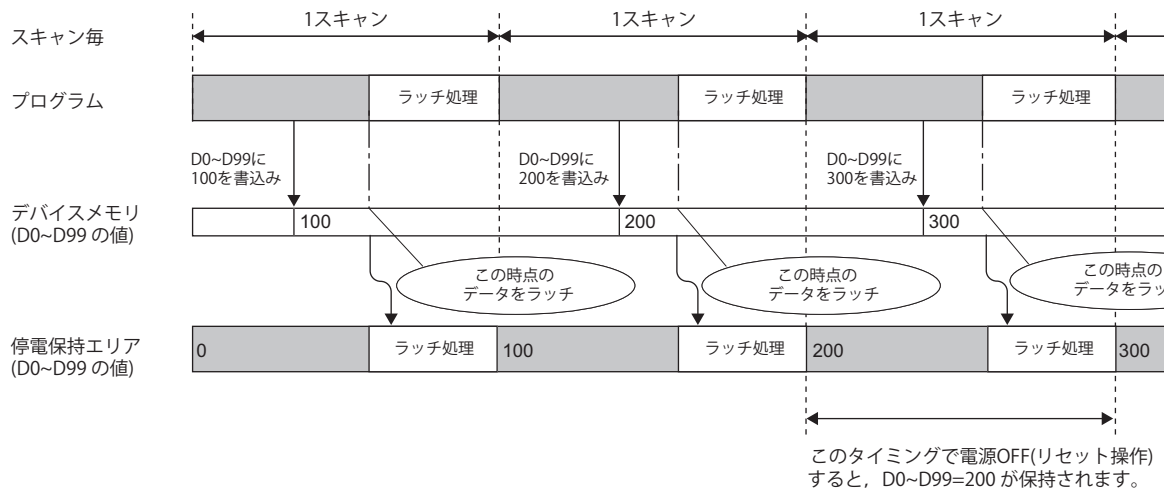 1スキャン 1スキャン 1スキャン
スキャン毎
プログラム ラッチ処理 ラッチ処理 ラッチ処理
D0~D99に D0~D99に D0~D99に
100を書込み 200を書込み 300を書込み
デバイスメモリ 100 200 300
(D0~D99 の値)
この時点の この時点の この時点の
データをラッチ データをラッチ データをラッ
停電保持エリア 0 ラッチ処理 100 ラッチ処理 200 ラッチ処理 300
(D0~D99 の値)
このタイミングで電源OFF(リセット操作)
すると, D0~D99=200 が保持されます。